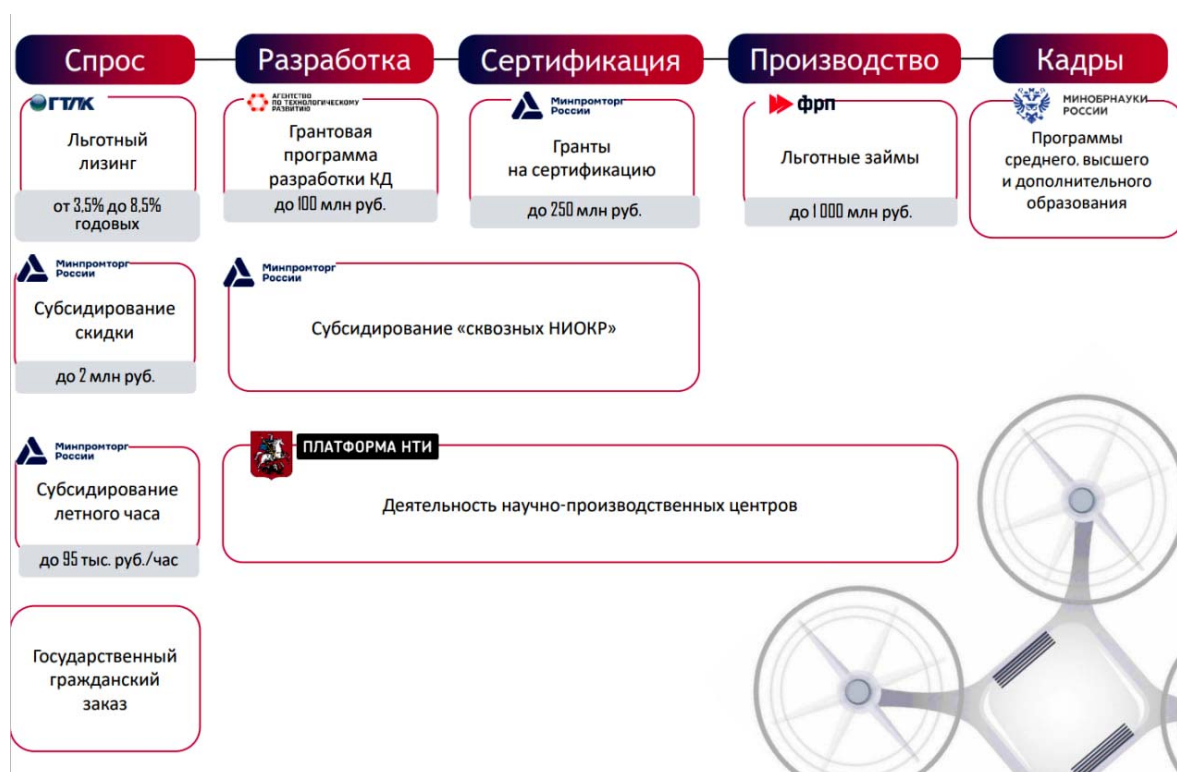 Спрос
Разработка
Сертификация
Производство
Кадры
ГТЛК
Льготный
лизинг
от 3,5% до 8,5%
годовых
АГЕНТСТВО
ПО ТЕХНОЛОГИЧЕСКОМУ
РАЗВИТИЮ
Грантовая
программа
разработки КД
до 100 млн руб.
Минпромторг
России
Гранты
на сертификацию
до 250 млн руб.
фрп
Льготные займы
до 1 000 млн руб.
МИНОБРНАУКИ
РОССИИ
Программы
среднего, высшего
и дополнительного
образования
Минпромторг
России
Субсидирование
скидки
до 2 млн руб.
Минпромторг
России
Субсидирование «сквозных НИОКР»
Минпромторг
России
Субсидирование
летного часа
до 95 тыс. руб./час
ПЛАТФОРМА НТИ
Деятельность научно-производственных центров
Государственный
гражданский
заказ